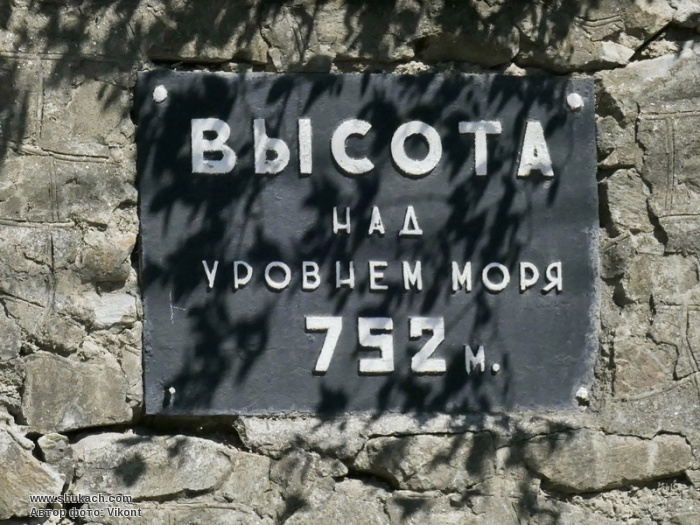 ВЫСОТА
НАД
УРОВНЕМ МОРЯ
752 м.
www.shukach.com
Автор фото: Vikont